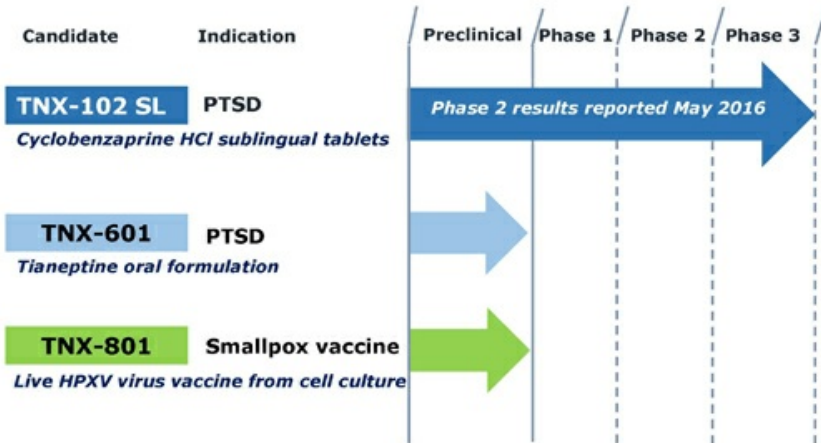 Candidate Indication Preclinical Phase 1 Phase 2 Phase 3
TNX-102 SL PTSD Phase 2 results reported May 2016
Cyclobenzaprine HCl sublingual tablets
TNX-601 PTSD
Tianeptine oral formulation
TNX-801 Smallpox vaccine
Live HPXV virus vaccine from cell culture